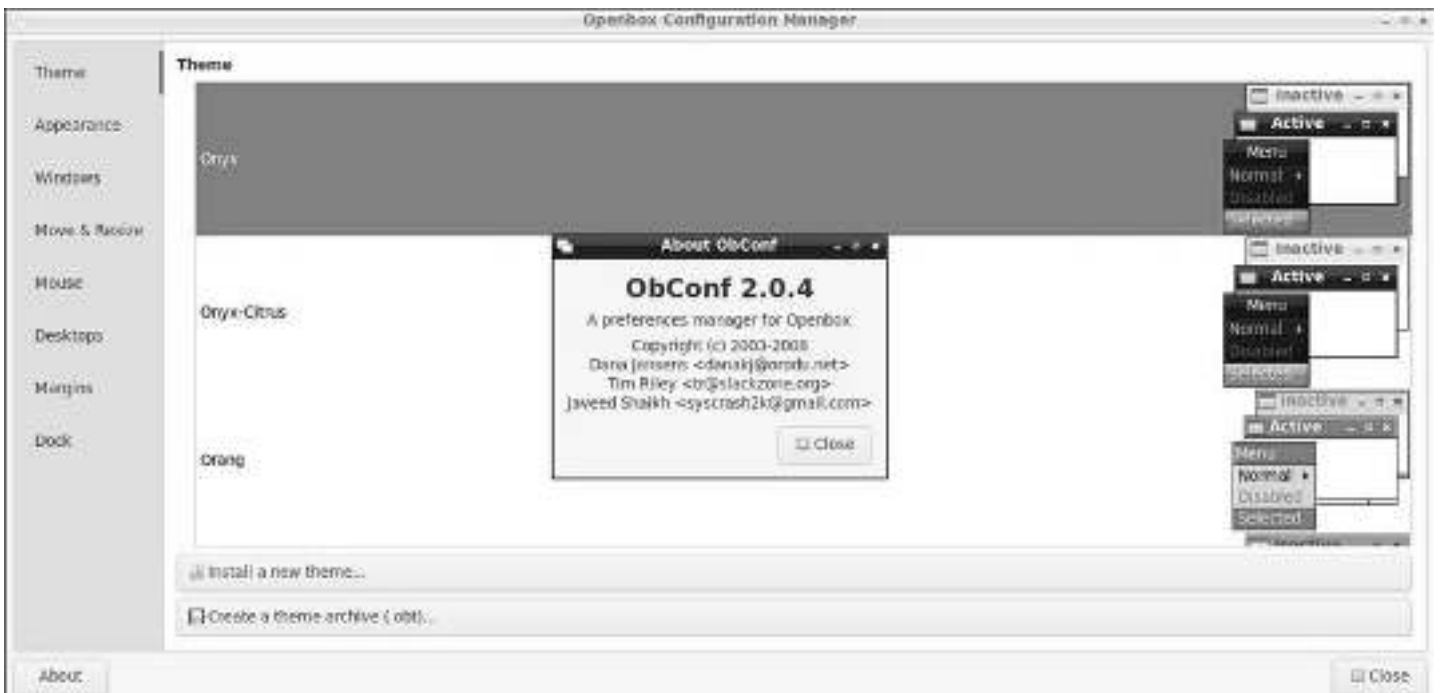 Openbox Configuration Manager
Theme
Appearance
Windows
Move & Resize
Mouse
Desktops
Margins
Dock
Theme
Onyx
Inactive
Active
Menu
Normal
Disabled
Selected
Onyx-Citrus
Inactive
Active
Menu
Normal
Disabled
Selected
Orang
Inactive
Active
Menu
Normal
Disabled
Selected
Inactive
About ObConf
ObConf 2.0.4
A preferences manager for Openbox
Copyright (c) 2003-2008
Dana Jansens <danakj@orodu.net>
Tim Riley <tr@slackzone.org>
Javeed Shaikh <syscrash2k@gmail.com>
Close
Install a new theme...
Create a theme archive (.obt)...
About
Close